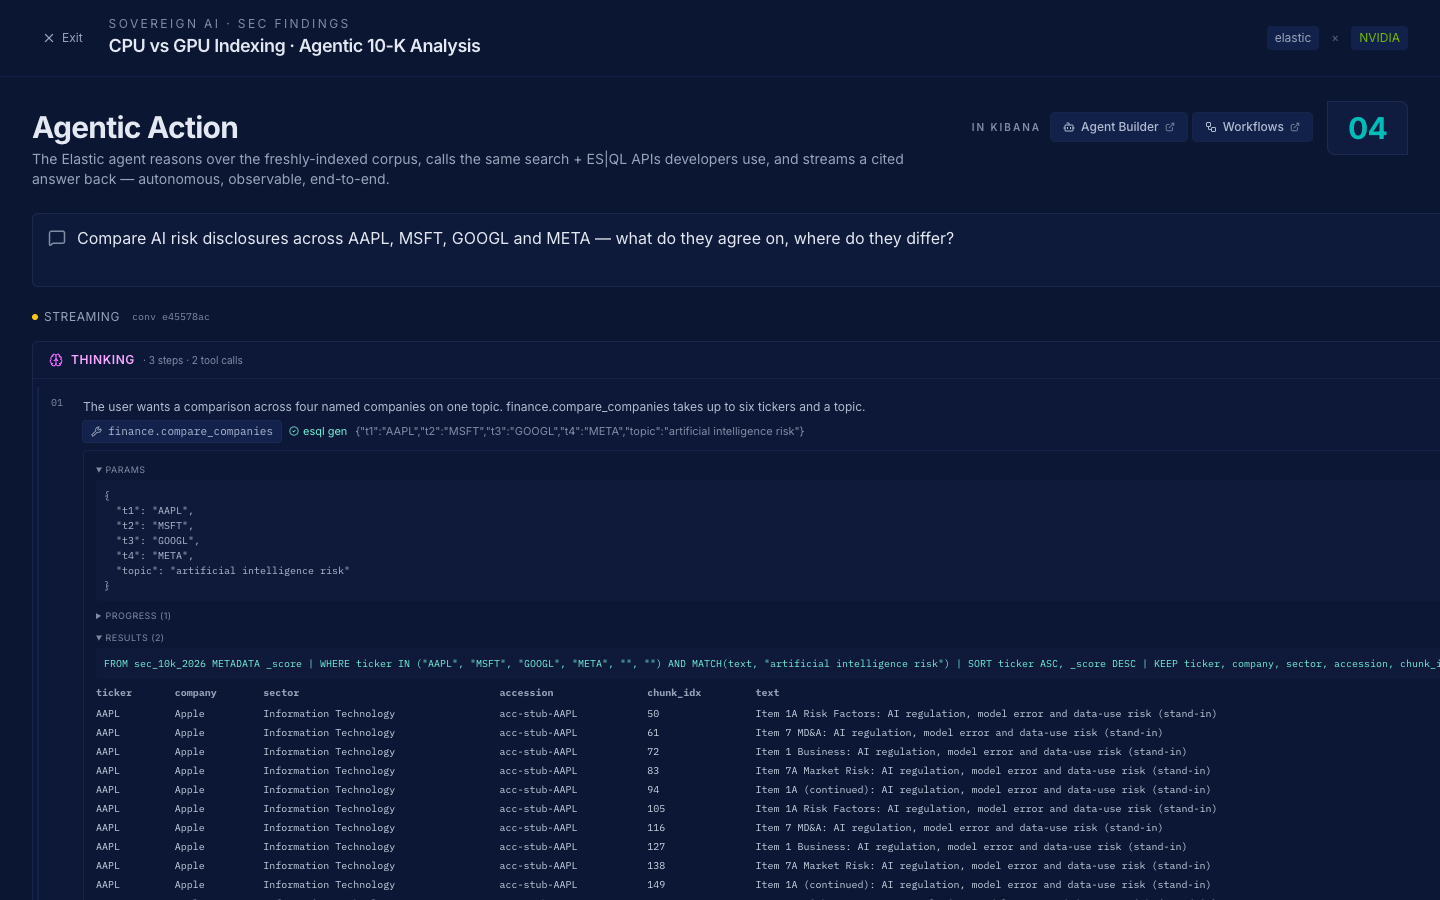 Exit
SOVEREIGN AI · SEC FINDINGS
CPU vs GPU Indexing · Agentic 10-K Analysis
elastic × NVIDIA
Agentic Action
The Elastic agent reasons over the freshly-indexed corpus, calls the same search + ES|QL APIs developers use, and streams a cited
answer back — autonomous, observable, end-to-end.
IN KIBANA Agent Builder Workflows
04
Compare AI risk disclosures across AAPL, MSFT, GOOGL and META — what do they agree on, where do they differ?
STREAMING conv e45578ac
THINKING · 3 steps · 2 tool calls
01 The user wants a comparison across four named companies on one topic. finance.compare_companies takes up to six tickers and a topic.
finance.compare_companies esql gen {"t1":"AAPL","t2":"MSFT","t3":"GOOGL","t4":"META","topic":"artificial intelligence risk"}
▼ PARAMS
{
"t1": "AAPL",
"t2": "MSFT",
"t3": "GOOGL",
"t4": "META",
"topic": "artificial intelligence risk"
}
▶ PROGRESS (1)
▼ RESULTS (2)
FROM sec_10k_2026 METADATA _score | WHERE ticker IN ("AAPL", "MSFT", "GOOGL", "META", "", "") AND MATCH(text, "artificial intelligence risk") | SORT ticker ASC, _score DESC | KEEP ticker, company, sector, accession, chunk_i
ticker company sector accession chunk_idx text
AAPL Apple Information Technology acc-stub-AAPL 50 Item 1A Risk Factors: AI regulation, model error and data-use risk (stand-in)
AAPL Apple Information Technology acc-stub-AAPL 61 Item 7 MD&A: AI regulation, model error and data-use risk (stand-in)
AAPL Apple Information Technology acc-stub-AAPL 72 Item 1 Business: AI regulation, model error and data-use risk (stand-in)
AAPL Apple Information Technology acc-stub-AAPL 83 Item 7A Market Risk: AI regulation, model error and data-use risk (stand-in)
AAPL Apple Information Technology acc-stub-AAPL 94 Item 1A (continued): AI regulation, model error and data-use risk (stand-in)
AAPL Apple Information Technology acc-stub-AAPL 105 Item 1A Risk Factors: AI regulation, model error and data-use risk (stand-in)
AAPL Apple Information Technology acc-stub-AAPL 116 Item 7 MD&A: AI regulation, model error and data-use risk (stand-in)
AAPL Apple Information Technology acc-stub-AAPL 127 Item 1 Business: AI regulation, model error and data-use risk (stand-in)
AAPL Apple Information Technology acc-stub-AAPL 138 Item 7A Market Risk: AI regulation, model error and data-use risk (stand-in)
AAPL Apple Information Technology acc-stub-AAPL 149 Item 1A (continued): AI regulation, model error and data-use risk (stand-in)